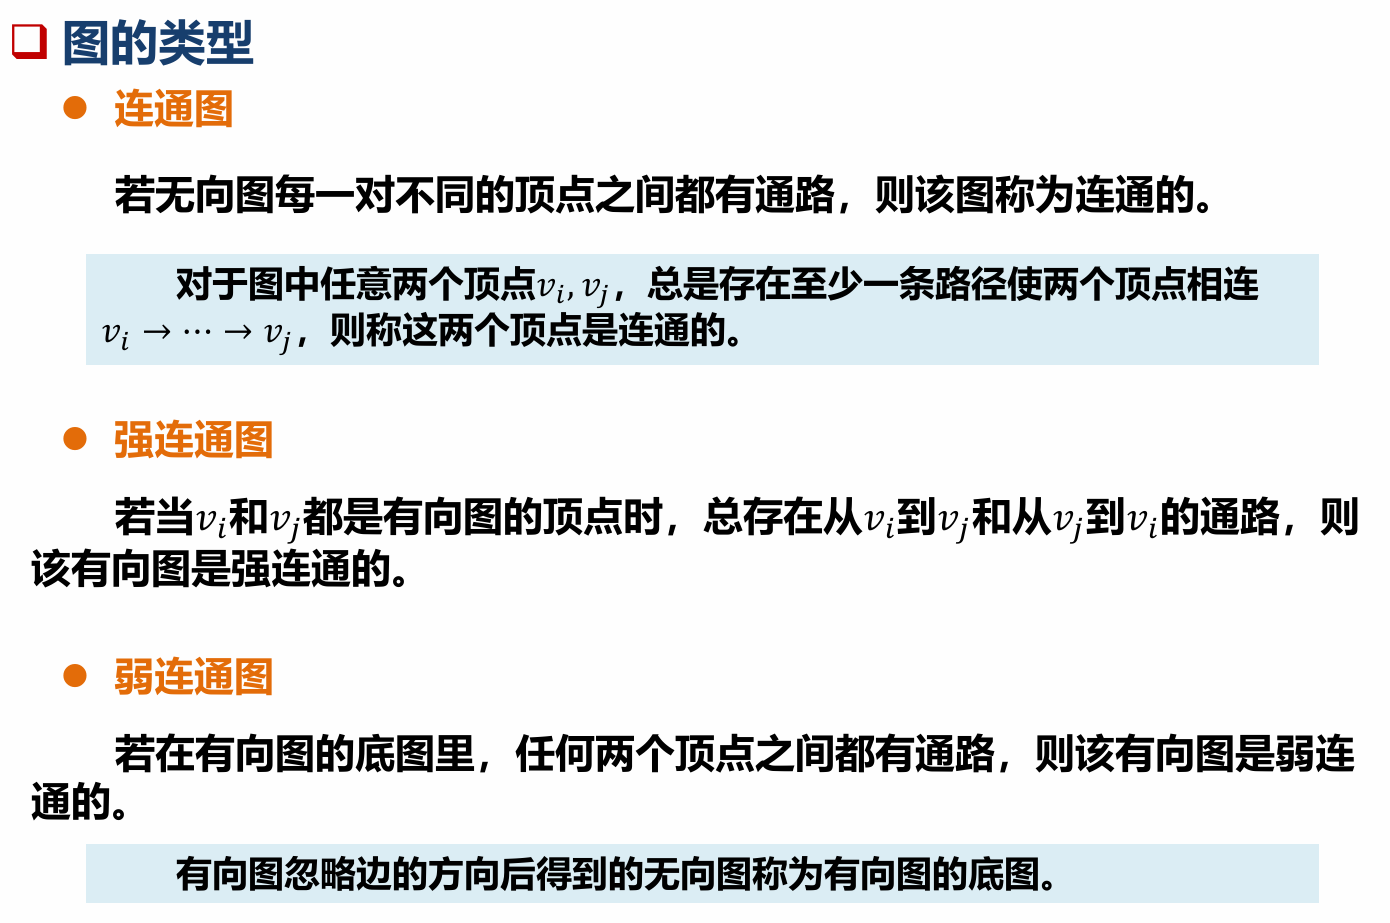 图的类型
连通图
若无向图每一对不同的顶点之间都有通路，则该图称为连通的。
对于图中任意两个顶点𝑣ᵢ, 𝑣ⱼ，总是存在至少一条路径使两个顶点相连
𝑣ᵢ → ⋯ → 𝑣ⱼ，则称这两个顶点是连通的。
强连通图
若当𝑣ᵢ和𝑣ⱼ都是有向图的顶点时，总存在从𝑣ᵢ到𝑣ⱼ和从𝑣ⱼ到𝑣ᵢ的通路，则
该有向图是强连通的。
弱连通图
若在有向图的底图里，任何两个顶点之间都有通路，则该有向图是弱连
通的。
有向图忽略边的方向后得到的无向图称为有向图的底图。